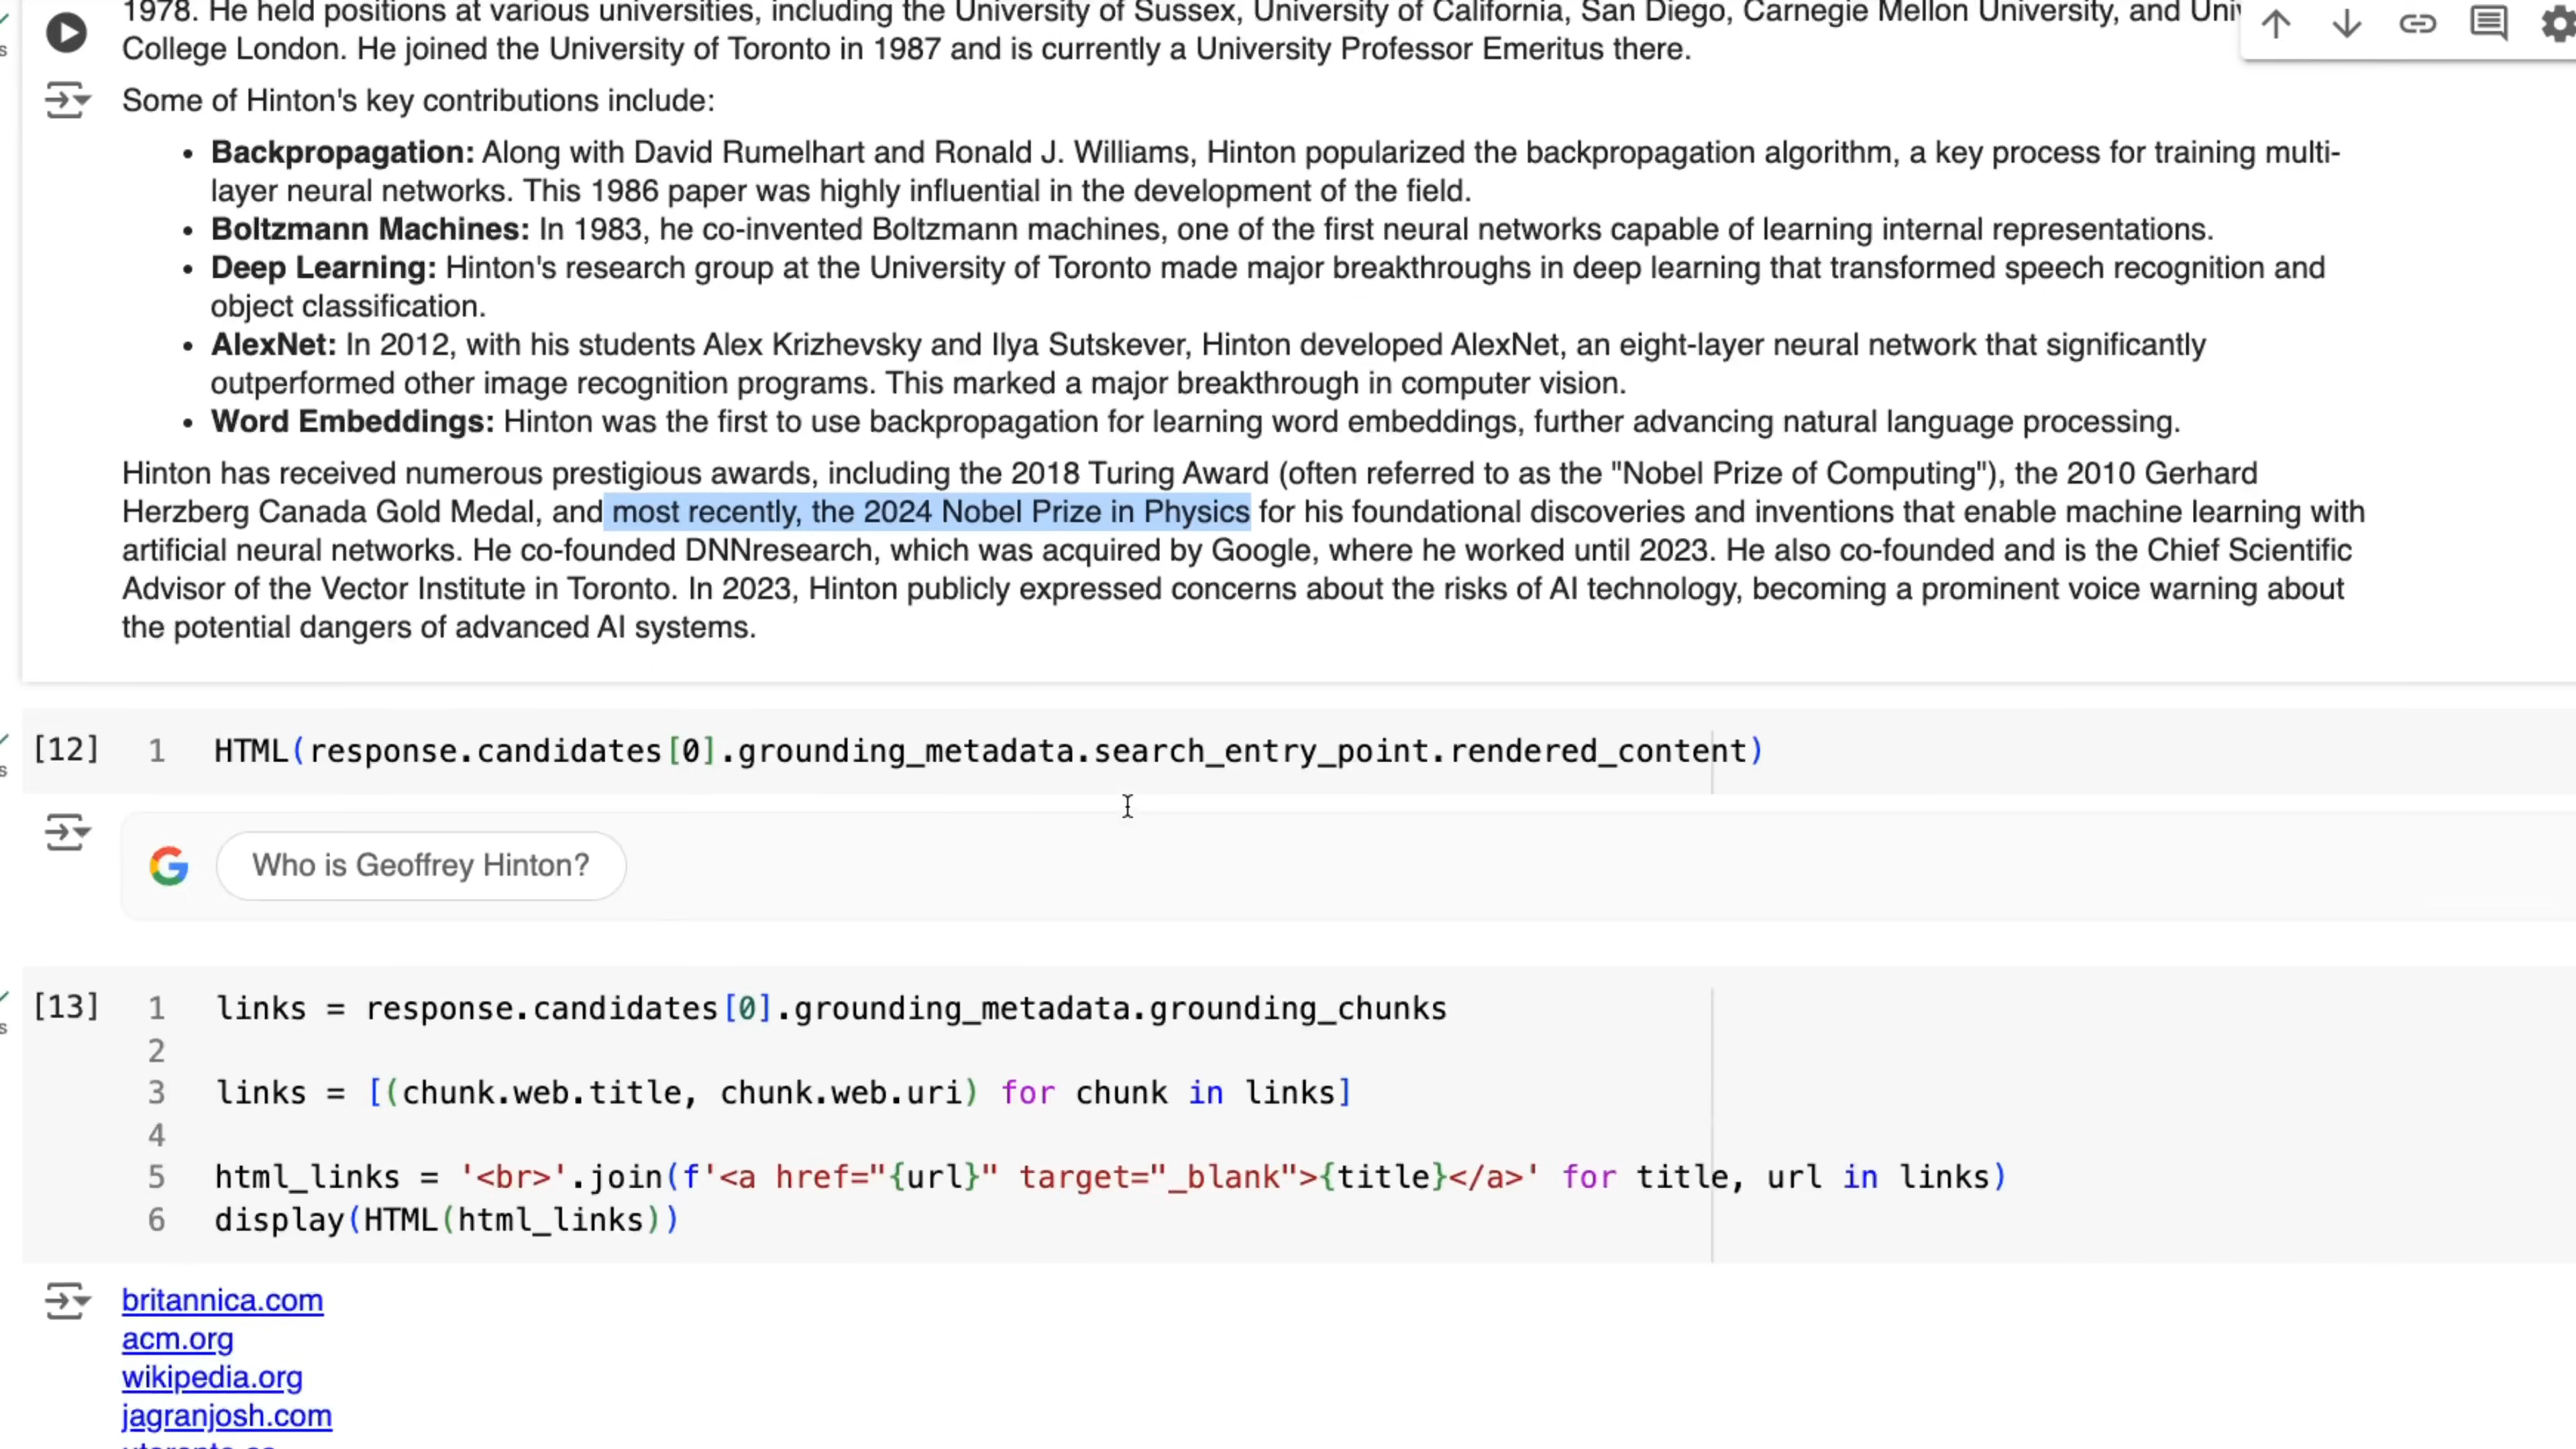 1978. He held positions at various universities, including the University of Sussex, University of California, San Diego, Carnegie Mellon University, and
College London. He joined the University of Toronto in 1987 and is currently a University Professor Emeritus there.
Some of Hinton's key contributions include:
• Backpropagation: Along with David Rumelhart and Ronald J. Williams, Hinton popularized the backpropagation algorithm, a key process for training multi-
layer neural networks. This 1986 paper was highly influential in the development of the field.
• Boltzmann Machines: In 1983, he co-invented Boltzmann machines, one of the first neural networks capable of learning internal representations.
• Deep Learning: Hinton's research group at the University of Toronto made major breakthroughs in deep learning that transformed speech recognition and
object classification.
• AlexNet: In 2012, with his students Alex Krizhevsky and Ilya Sutskever, Hinton developed AlexNet, an eight-layer neural network that significantly
outperformed other image recognition programs. This marked a major breakthrough in computer vision.
• Word Embeddings: Hinton was the first to use backpropagation for learning word embeddings, further advancing natural language processing.
Hinton has received numerous prestigious awards, including the 2018 Turing Award (often referred to as the "Nobel Prize of Computing"), the 2010 Gerhard
Herzberg Canada Gold Medal, and most recently, the 2024 Nobel Prize in Physics for his foundational discoveries and inventions that enable machine learning with
artificial neural networks. He co-founded DNNresearch, which was acquired by Google, where he worked until 2023. He also co-founded and is the Chief Scientific
Advisor of the Vector Institute in Toronto. In 2023, Hinton publicly expressed concerns about the risks of AI technology, becoming a prominent voice warning about
the potential dangers of advanced AI systems.
[12] 1 HTML(response.candidates[0].grounding_metadata.search_entry_point.rendered_content)
Who is Geoffrey Hinton?
[13] 1 links = response.candidates[0].grounding_metadata.grounding_chunks
2
3 links = [(chunk.web.title, chunk.web.uri) for chunk in links]
4
5 html_links = '<br>'.join(f'<a href="{url}" target="_blank">{title}</a>' for title, url in links)
6 display(HTML(html_links))
britannica.com
acm.org
wikipedia.org
jagranjosh.com